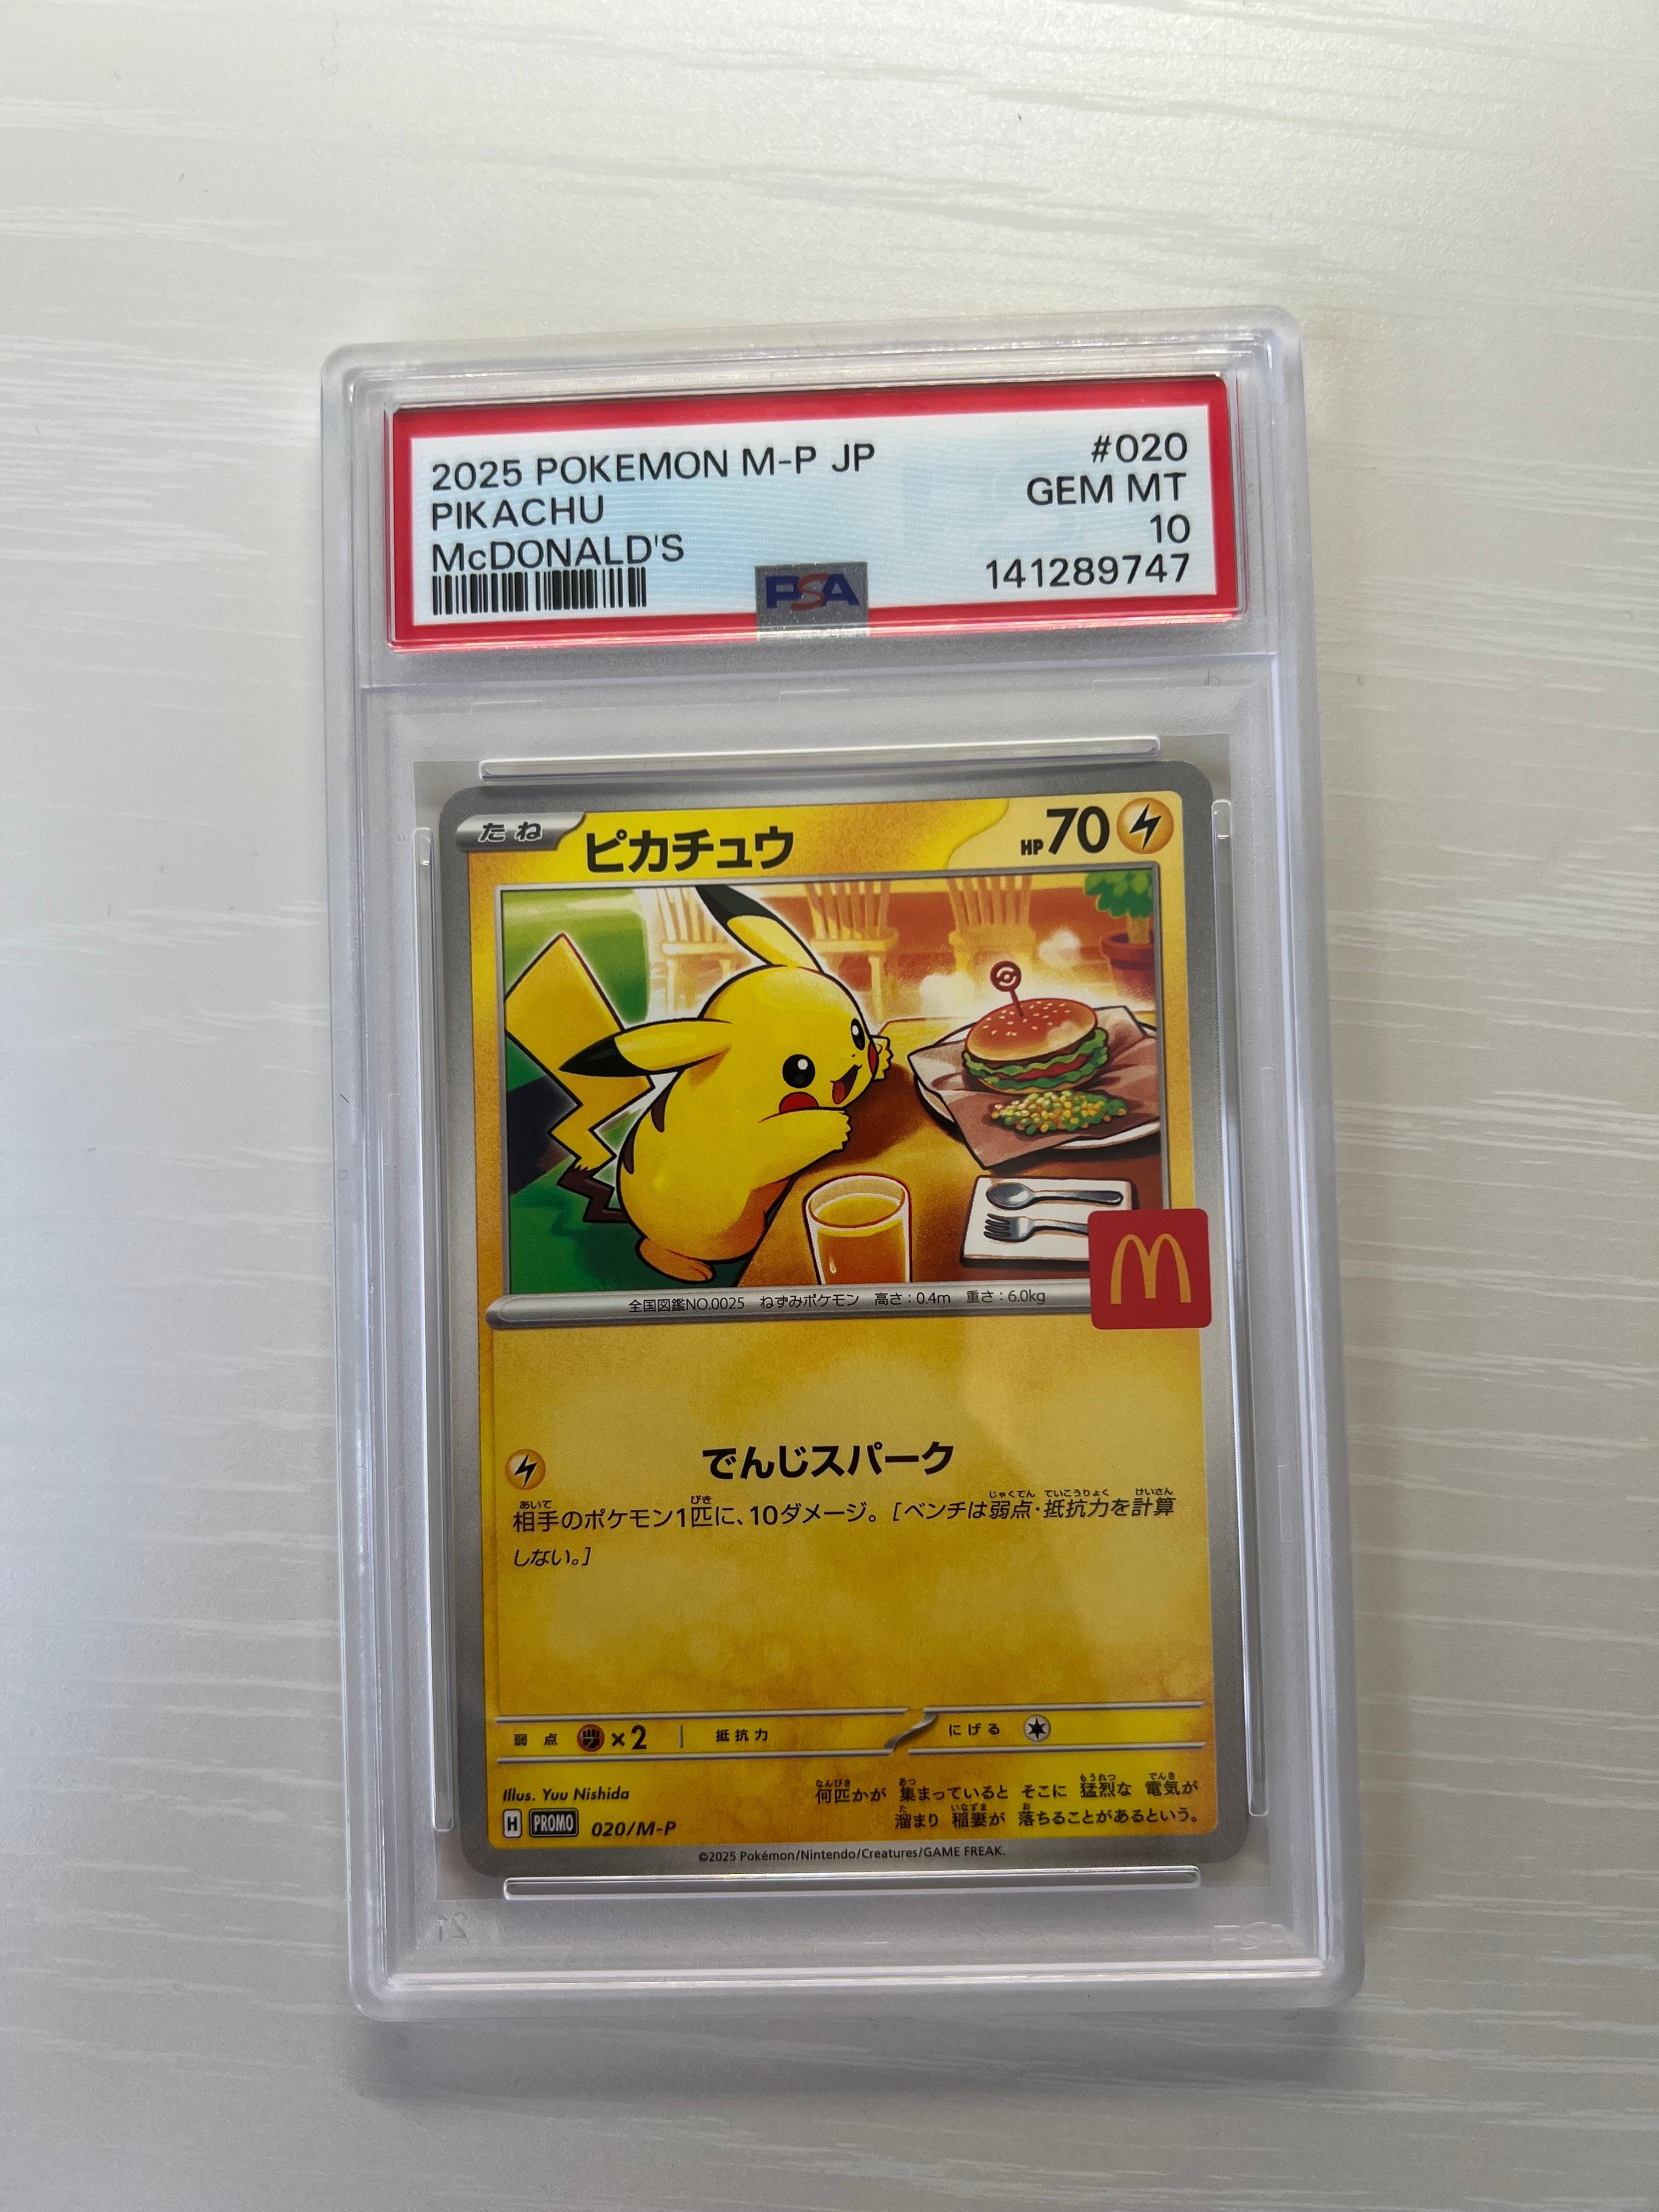 2025 POKEMON M-P JP #020
PIKACHU GEM MT
McDONALD'S 10
PSA 141289747
たね ピカチュウ HP70
全国図鑑NO.0025 ねずみポケモン 高さ:0.4m 重さ:6.0kg
でんじスパーク
相手のポケモン1匹に、10ダメージ。[ベンチは弱点・抵抗力を計算
しない。]
弱点 ×2 抵抗力 にげる
Illus. Yuu Nishida
何匹かが 集まっていると そこに 猛烈な 電気が
溜まり 稲妻が 落ちることがあるという。
H PROMO 020/M-P
©2025 Pokémon/Nintendo/Creatures/GAME FREAK.